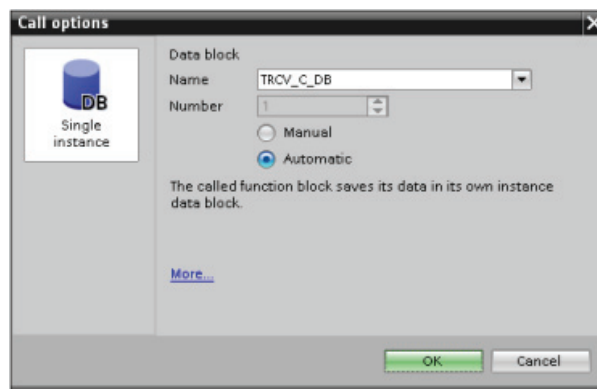 Call options
DB
Single
instance
Data block
Name TRCV_C_DB
Number 1
Manual
Automatic
The called function block saves its data in its own instance
data block.
More...
OK Cancel